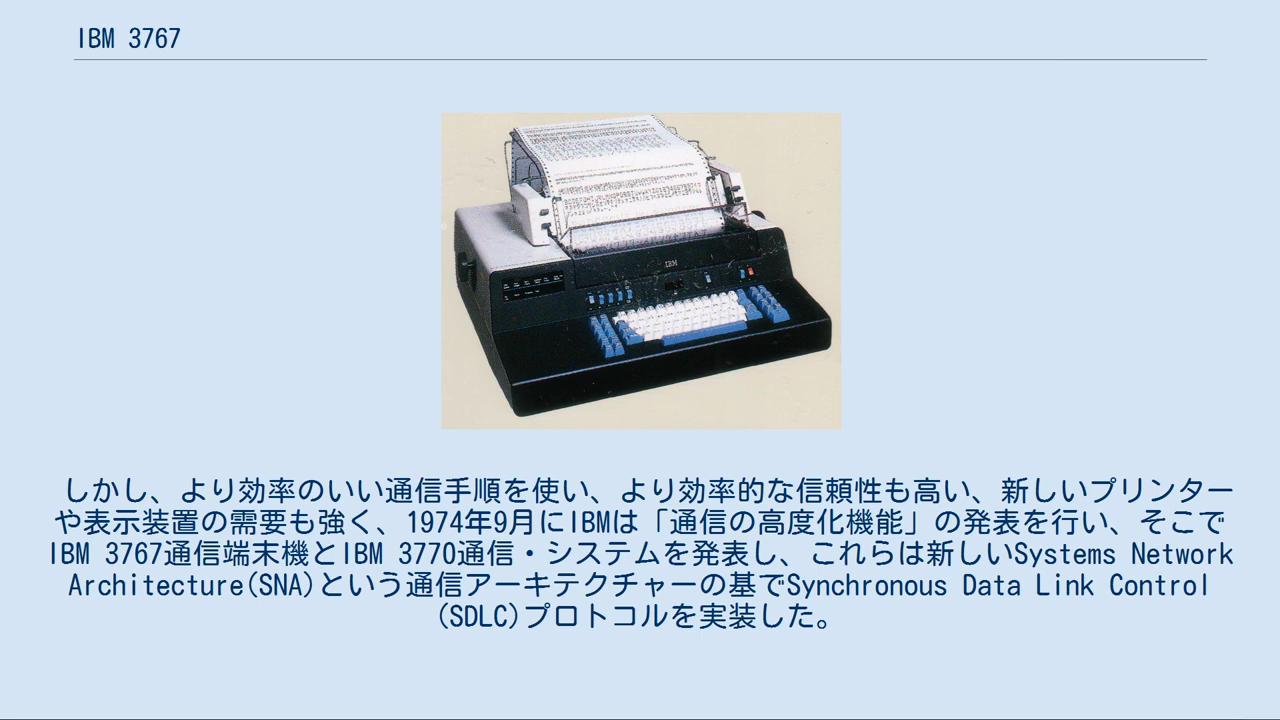 IBM 3767
IBM
しかし、より効率のいい通信手順を使い、より効率的な信頼性も高い、新しいプリンター
や表示装置の需要も強く、1974年9月にIBMは「通信の高度化機能」の発表を行い、そこで
IBM 3767通信端末機とIBM 3770通信・システムを発表し、これらは新しいSystems Network
Architecture(SNA)という通信アーキテクチャーの基でSynchronous Data Link Control
(SDLC)プロトコルを実装した。